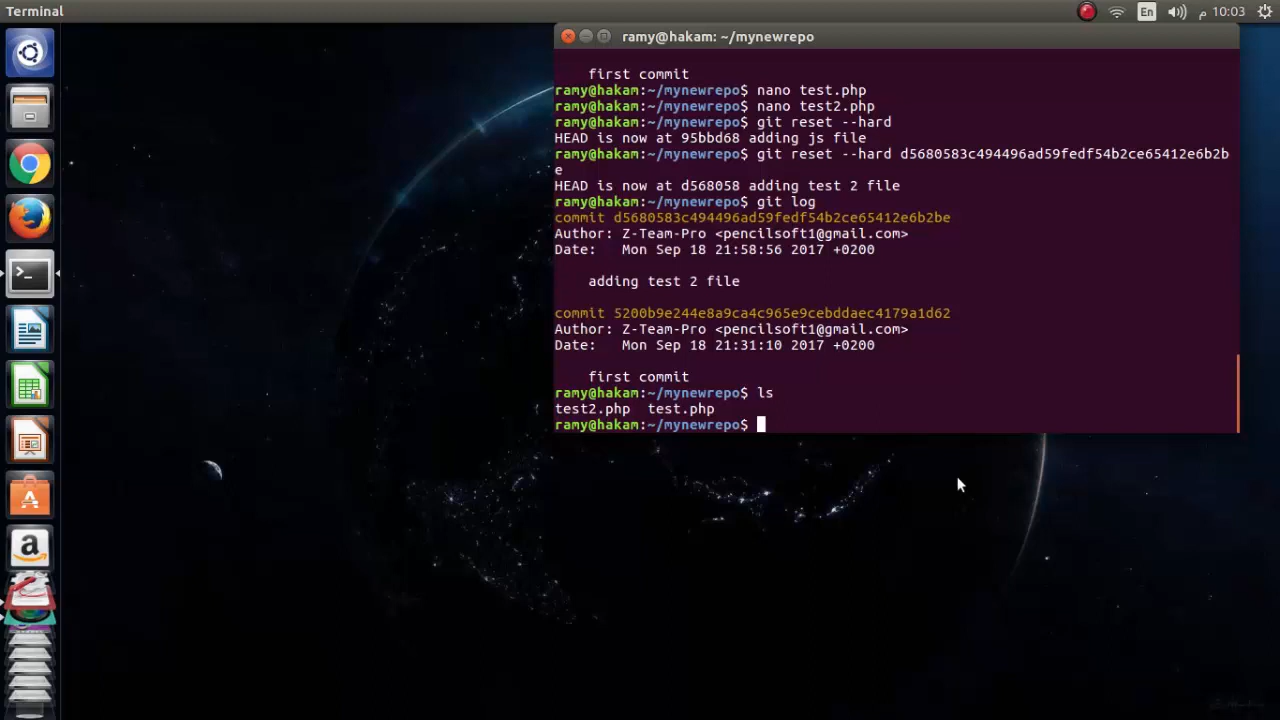 Terminal
En
م 10:03
ramy@hakam: ~/mynewrepo
first commit
ramy@hakam:~/mynewrepo$ nano test.php
ramy@hakam:~/mynewrepo$ nano test2.php
ramy@hakam:~/mynewrepo$ git reset --hard
HEAD is now at 95bbd68 adding js file
ramy@hakam:~/mynewrepo$ git reset --hard d5680583c494496ad59fedf54b2ce65412e6b2b
e
HEAD is now at d568058 adding test 2 file
ramy@hakam:~/mynewrepo$ git log
commit d5680583c494496ad59fedf54b2ce65412e6b2be
Author: Z-Team-Pro <pencilsoft1@gmail.com>
Date:   Mon Sep 18 21:58:56 2017 +0200
adding test 2 file
commit 5200b9e244e8a9ca4c965e9cebddaec4179a1d62
Author: Z-Team-Pro <pencilsoft1@gmail.com>
Date:   Mon Sep 18 21:31:10 2017 +0200
first commit
ramy@hakam:~/mynewrepo$ ls
test2.php  test.php
ramy@hakam:~/mynewrepo$